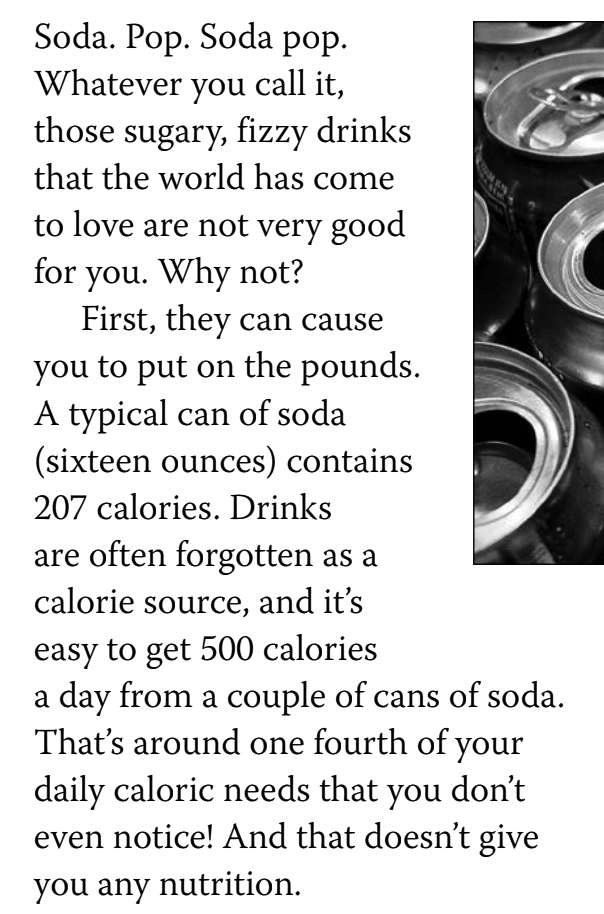 Soda. Pop. Soda pop.
Whatever you call it,
those sugary, fizzy drinks
that the world has come
to love are not very good
for you. Why not?
First, they can cause
you to put on the pounds.
A typical can of soda
(sixteen ounces) contains
207 calories. Drinks
are often forgotten as a
calorie source, and it’s
easy to get 500 calories
a day from a couple of cans of soda.
That’s around one fourth of your
daily caloric needs that you don’t
even notice! And that doesn’t give
you any nutrition.